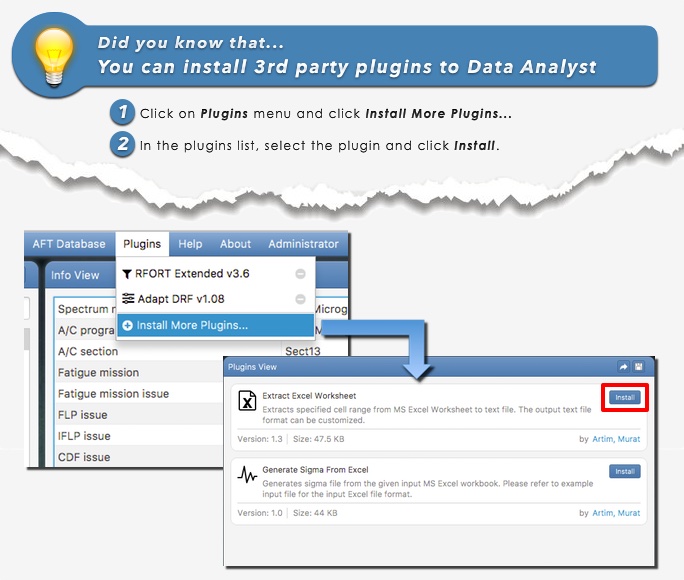 Did you know that...
You can install 3rd party plugins to Data Analyst
1 Click on Plugins menu and click Install More Plugins...
2 In the plugins list, select the plugin and click Install.
AFT Database Plugins Help About Administrator
Info View
RFORT Extended v3.6
Adapt DRF v1.08
Install More Plugins...
Spectrum
Microg
A/C progra
A/C section Sect13
Fatigue mission
Fatigue mission issue
FLP issue
IFLP issue
CDF issue
Plugins View
Extract Excel Worksheet Install
Extracts specified cell range from MS Excel Worksheet to text file. The output text file
format can be customized.
Version: 1.3 Size: 47.5 KB by Artim, Murat
Generate Sigma From Excel Install
Generates sigma file from the given input MS Excel workbook. Please refer to example
input file for the input Excel file format.
Version: 1.0 Size: 44 KB by Artim, Murat